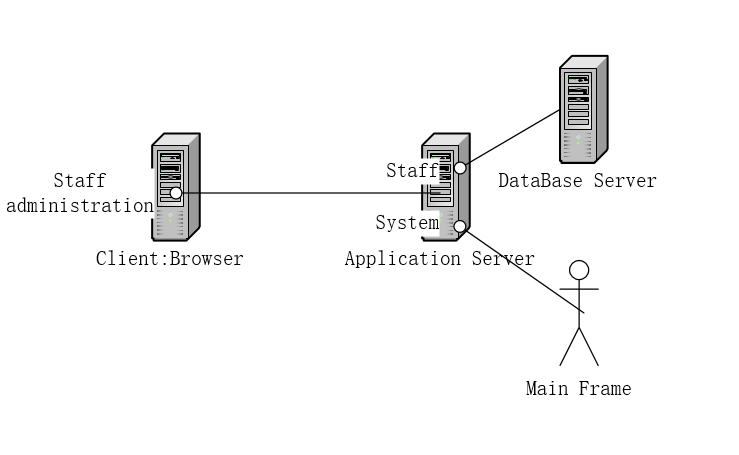 Staff
administration
Client:Browser
Staff
System
Application Server
DataBase Server
Main Frame